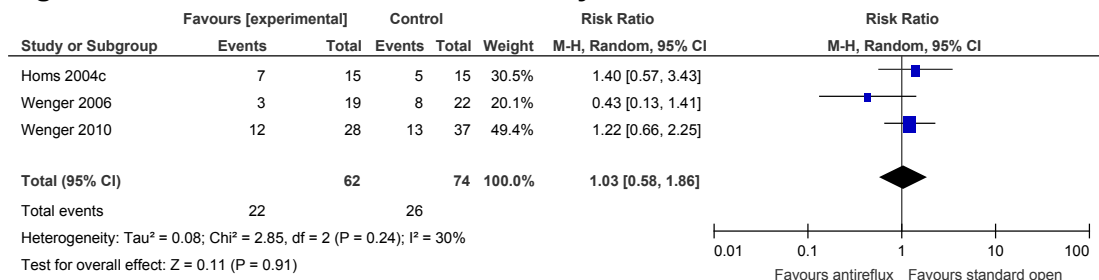 Favours [experimental] Control Risk Ratio Risk Ratio
Study or Subgroup Events Total Events Total Weight M-H, Random, 95% CI M-H, Random, 95% CI
Homs 2004c 7 15 5 15 30.5% 1.40 [0.57, 3.43]
Wenger 2006 3 19 8 22 20.1% 0.43 [0.13, 1.41]
Wenger 2010 12 28 13 37 49.4% 1.22 [0.66, 2.25]
Total (95% CI) 62 74 100.0% 1.03 [0.58, 1.86]
Total events 22 26
Heterogeneity: Tau² = 0.08; Chi² = 2.85, df = 2 (P = 0.24); I² = 30%
Test for overall effect: Z = 0.11 (P = 0.91)
0.01 0.1 1 10 100
Favours antireflux Favours standard open